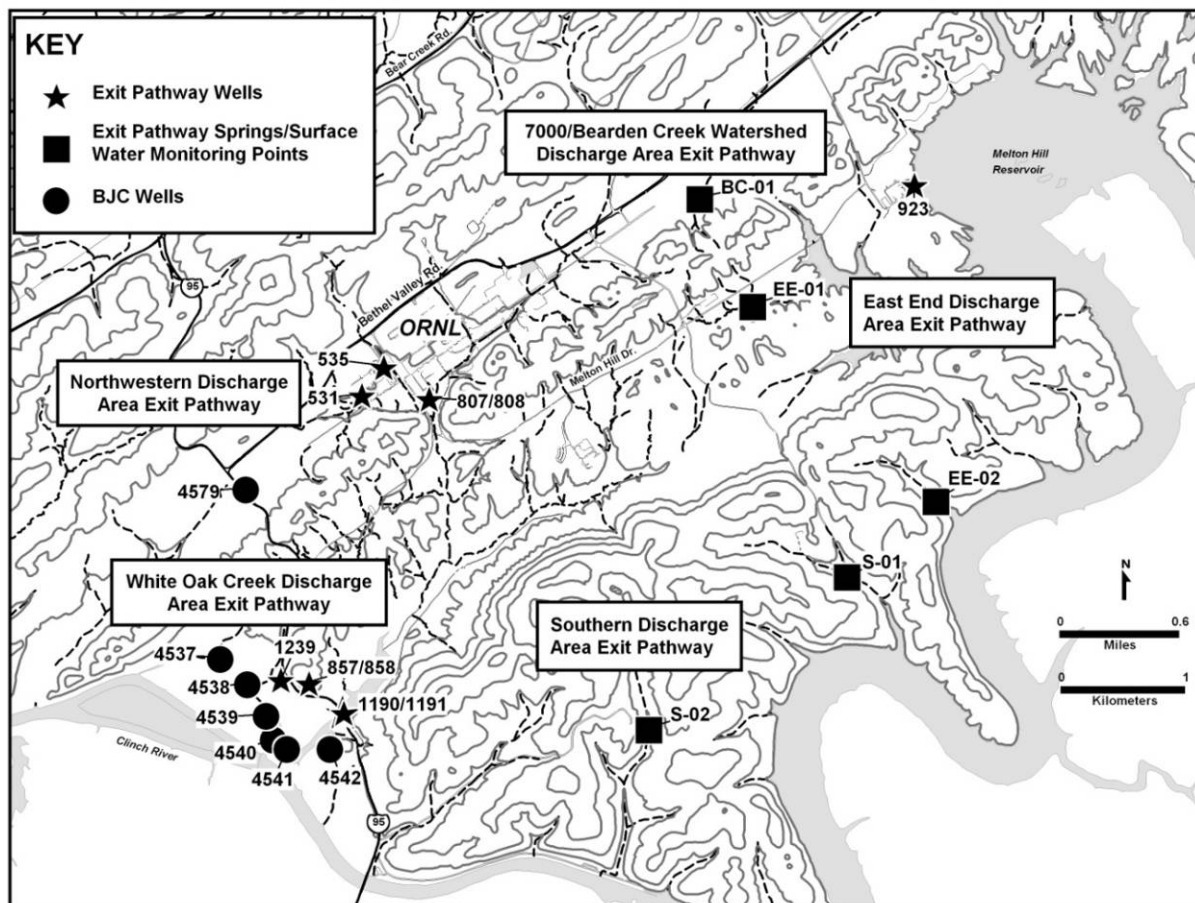 KEY
Exit Pathway Wells
Exit Pathway Springs/Surface
Water Monitoring Points
BJC Wells
Bear Creek Rd.
7000/Bearden Creek Watershed
Discharge Area Exit Pathway
Melton Hill
Reservoir
BC-01
923
95
Bethel Valley Rd.
EE-01
East End Discharge
Area Exit Pathway
ORNL
535
Melton Hill Dr.
Northwestern Discharge
Area Exit Pathway
531
807/808
4579
EE-02
White Oak Creek Discharge
Area Exit Pathway
S-01
N
Southern Discharge
Area Exit Pathway
0 0.6
Miles
0 1
Kilometers
4537
1239
857/858
4538
1190/1191
4539
S-02
Clinch River
4540
4541
4542
95